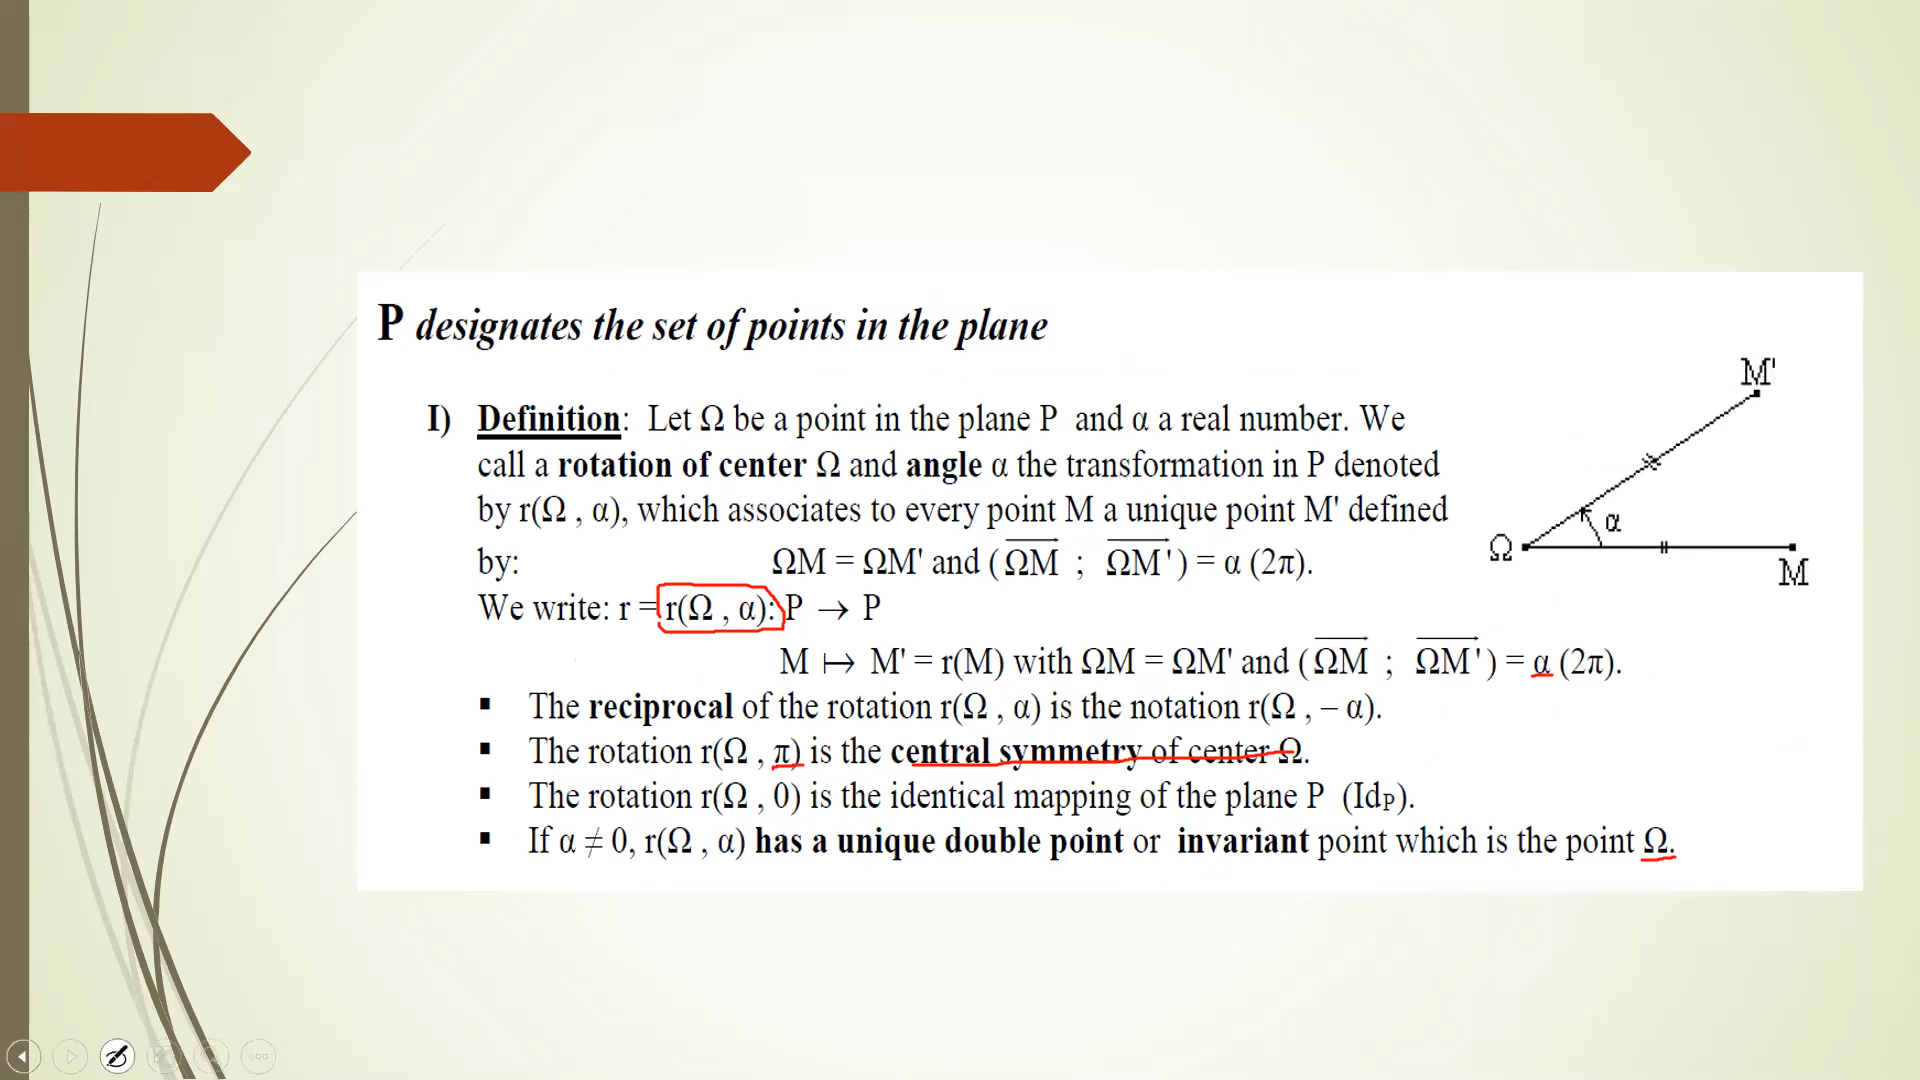 P designates the set of points in the plane
I) Definition: Let Ω be a point in the plane P and α a real number. We
call a rotation of center Ω and angle α the transformation in P denoted
by r(Ω , α), which associates to every point M a unique point M' defined
by: ΩM = ΩM' and ( ΩM ; ΩM' ) = α (2π).
We write: r = r(Ω , α): P → P
M ↦ M' = r(M) with ΩM = ΩM' and ( ΩM ; ΩM' ) = α (2π).
▪ The reciprocal of the rotation r(Ω , α) is the notation r(Ω , – α).
▪ The rotation r(Ω , π) is the central symmetry of center Ω.
▪ The rotation r(Ω , 0) is the identical mapping of the plane P (IdP).
▪ If α ≠ 0, r(Ω , α) has a unique double point or invariant point which is the point Ω.
M'
α
Ω
M